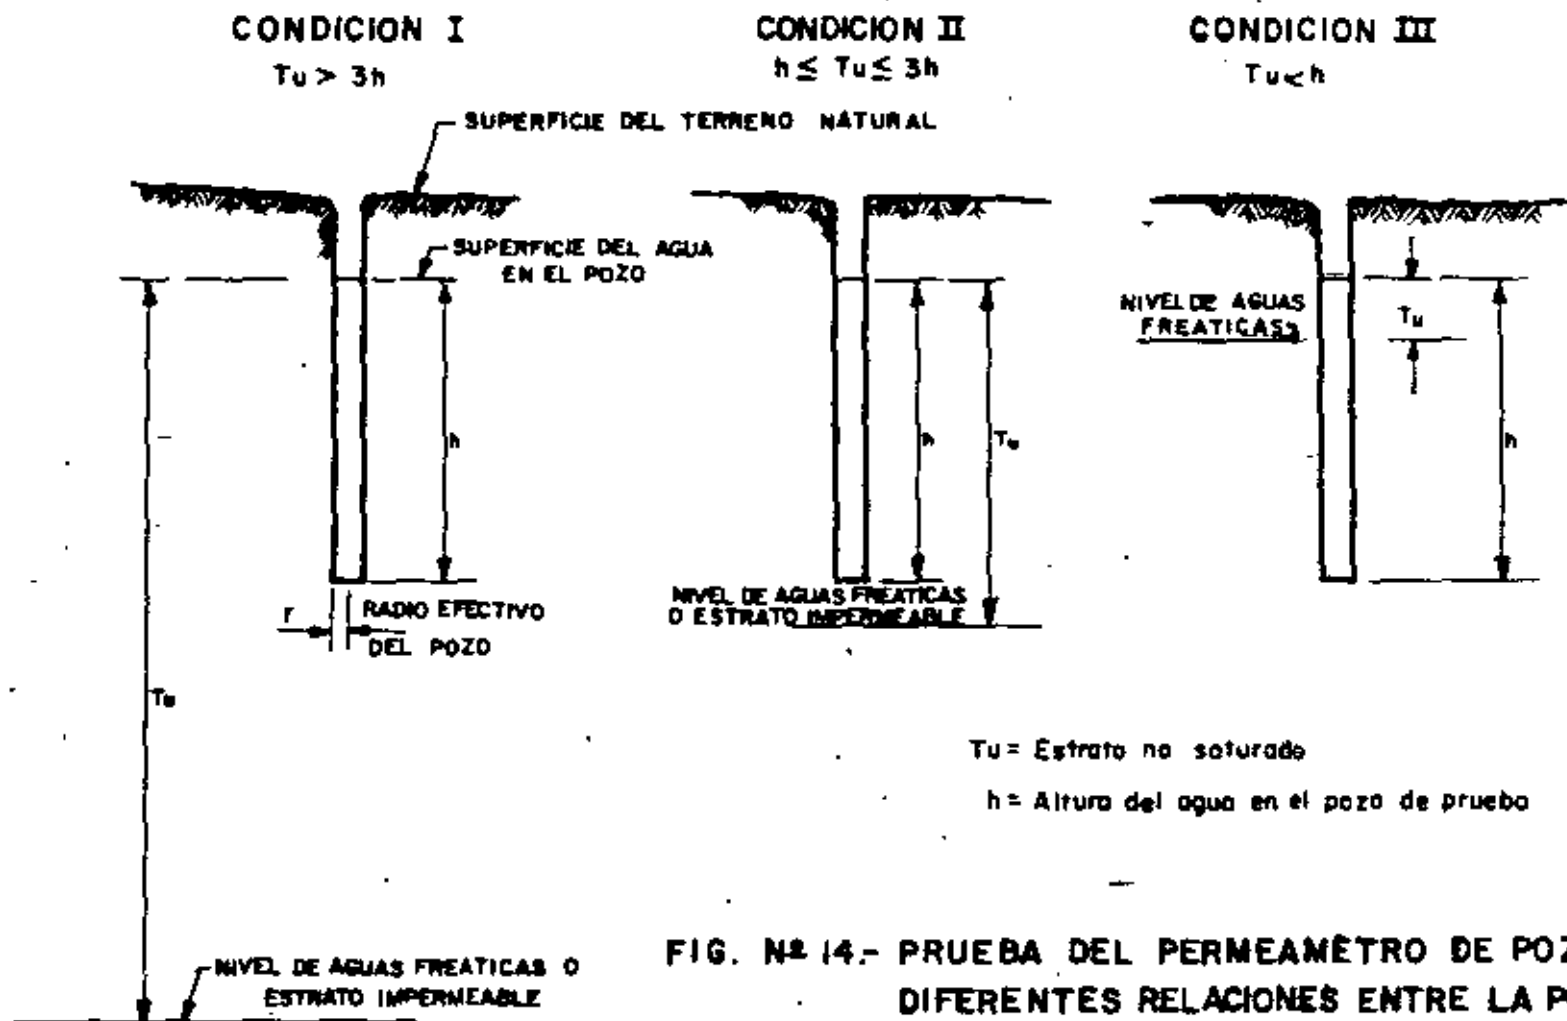 CONDICION I
Tu > 3h
CONDICION II
h ≤ Tu ≤ 3h
CONDICION III
Tu < h
SUPERFICIE DEL TERRENO NATURAL
SUPERFICIE DEL AGUA
EN EL POZO
NIVEL DE AGUAS
FREATICAS
Tu
h
h
Tu
h
r
RADIO EFECTIVO
DEL POZO
NIVEL DE AGUAS FREATICAS
O ESTRATO IMPERMEABLE
Tu
Tu = Estrato no saturado
h = Altura del agua en el pozo de prueba
NIVEL DE AGUAS FREATICAS O
ESTRATO IMPERMEABLE
FIG. Nº 14.- PRUEBA DEL PERMEAMÉTRO DE POZ
DIFERENTES RELACIONES ENTRE LA P